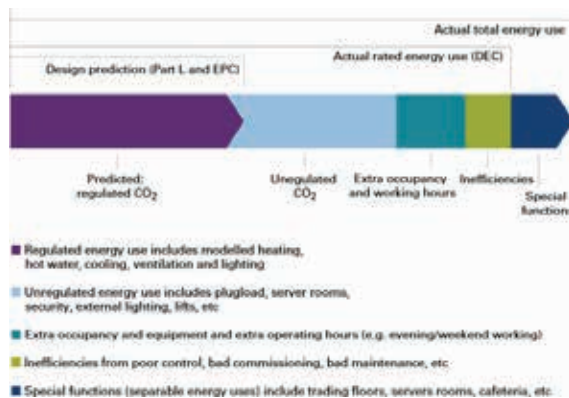 Actual total energy use
Actual rated energy use (DEC)
Design prediction (Part L and EPC)
Predicted:
regulated CO2
Unregulated
CO2
Extra occupancy
and working hours
Inefficiencies
Special
functions
Regulated energy use includes modelled heating,
hot water, cooling, ventilation and lighting
Unregulated energy use includes plugload, server rooms,
security, external lighting, lifts, etc
Extra occupancy and equipment and extra operating hours (e.g. evening/weekend working)
Inefficiencies from poor control, bad commissioning, bad maintenance, etc
Special functions (separable energy uses) include trading floors, servers rooms, cafeteria, etc